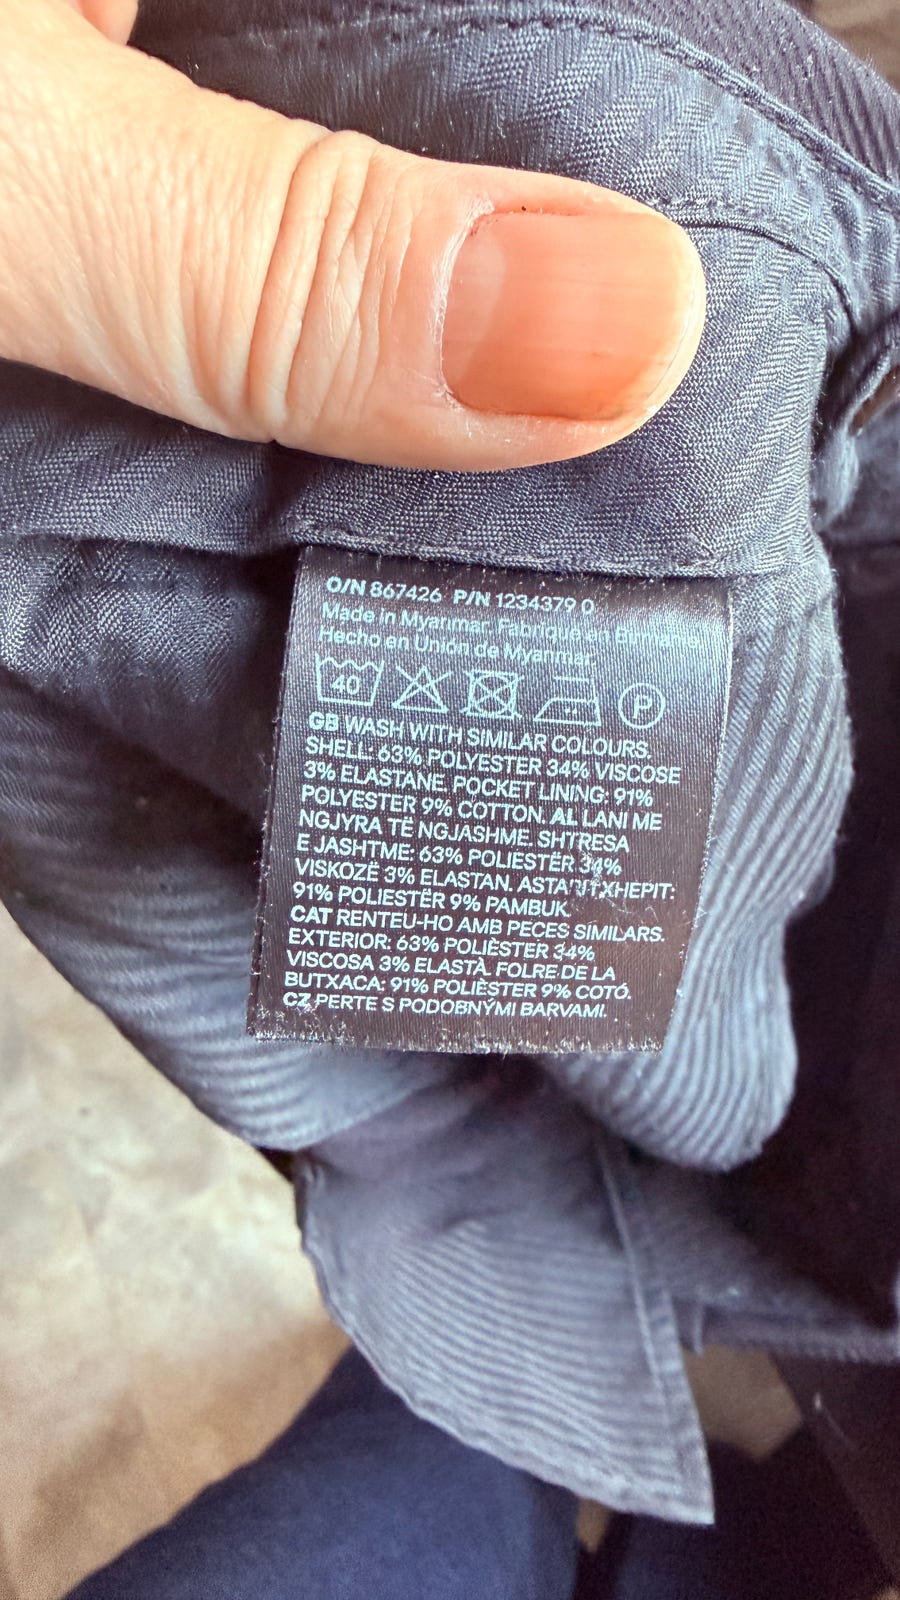 O/N 867426 P/N 1234379 0
Made in Myanmar, Fabriqué en Birmanie
Hecho en Unión de Myanmar.
40 P
GB WASH WITH SIMILAR COLOURS.
SHELL: 63% POLYESTER 34% VISCOSE
3% ELASTANE. POCKET LINING: 91%
POLYESTER 9% COTTON. AL LANI ME
NGJYRA TË NGJASHME. SHTRESA
E JASHTME: 63% POLIESTËR 34%
VISKOZË 3% ELASTAN. ASTARI I XHEPIT:
91% POLIESTËR 9% PAMBUK.
CAT RENTEU-HO AMB PECES SIMILARS.
EXTERIOR: 63% POLIÈSTER 34%
VISCOSA 3% ELASTÀ. FOLRE DE LA
BUTXACA: 91% POLIÈSTER 9% COTÓ.
CZ PERTE S PODOBNÝMI BARVAMI.